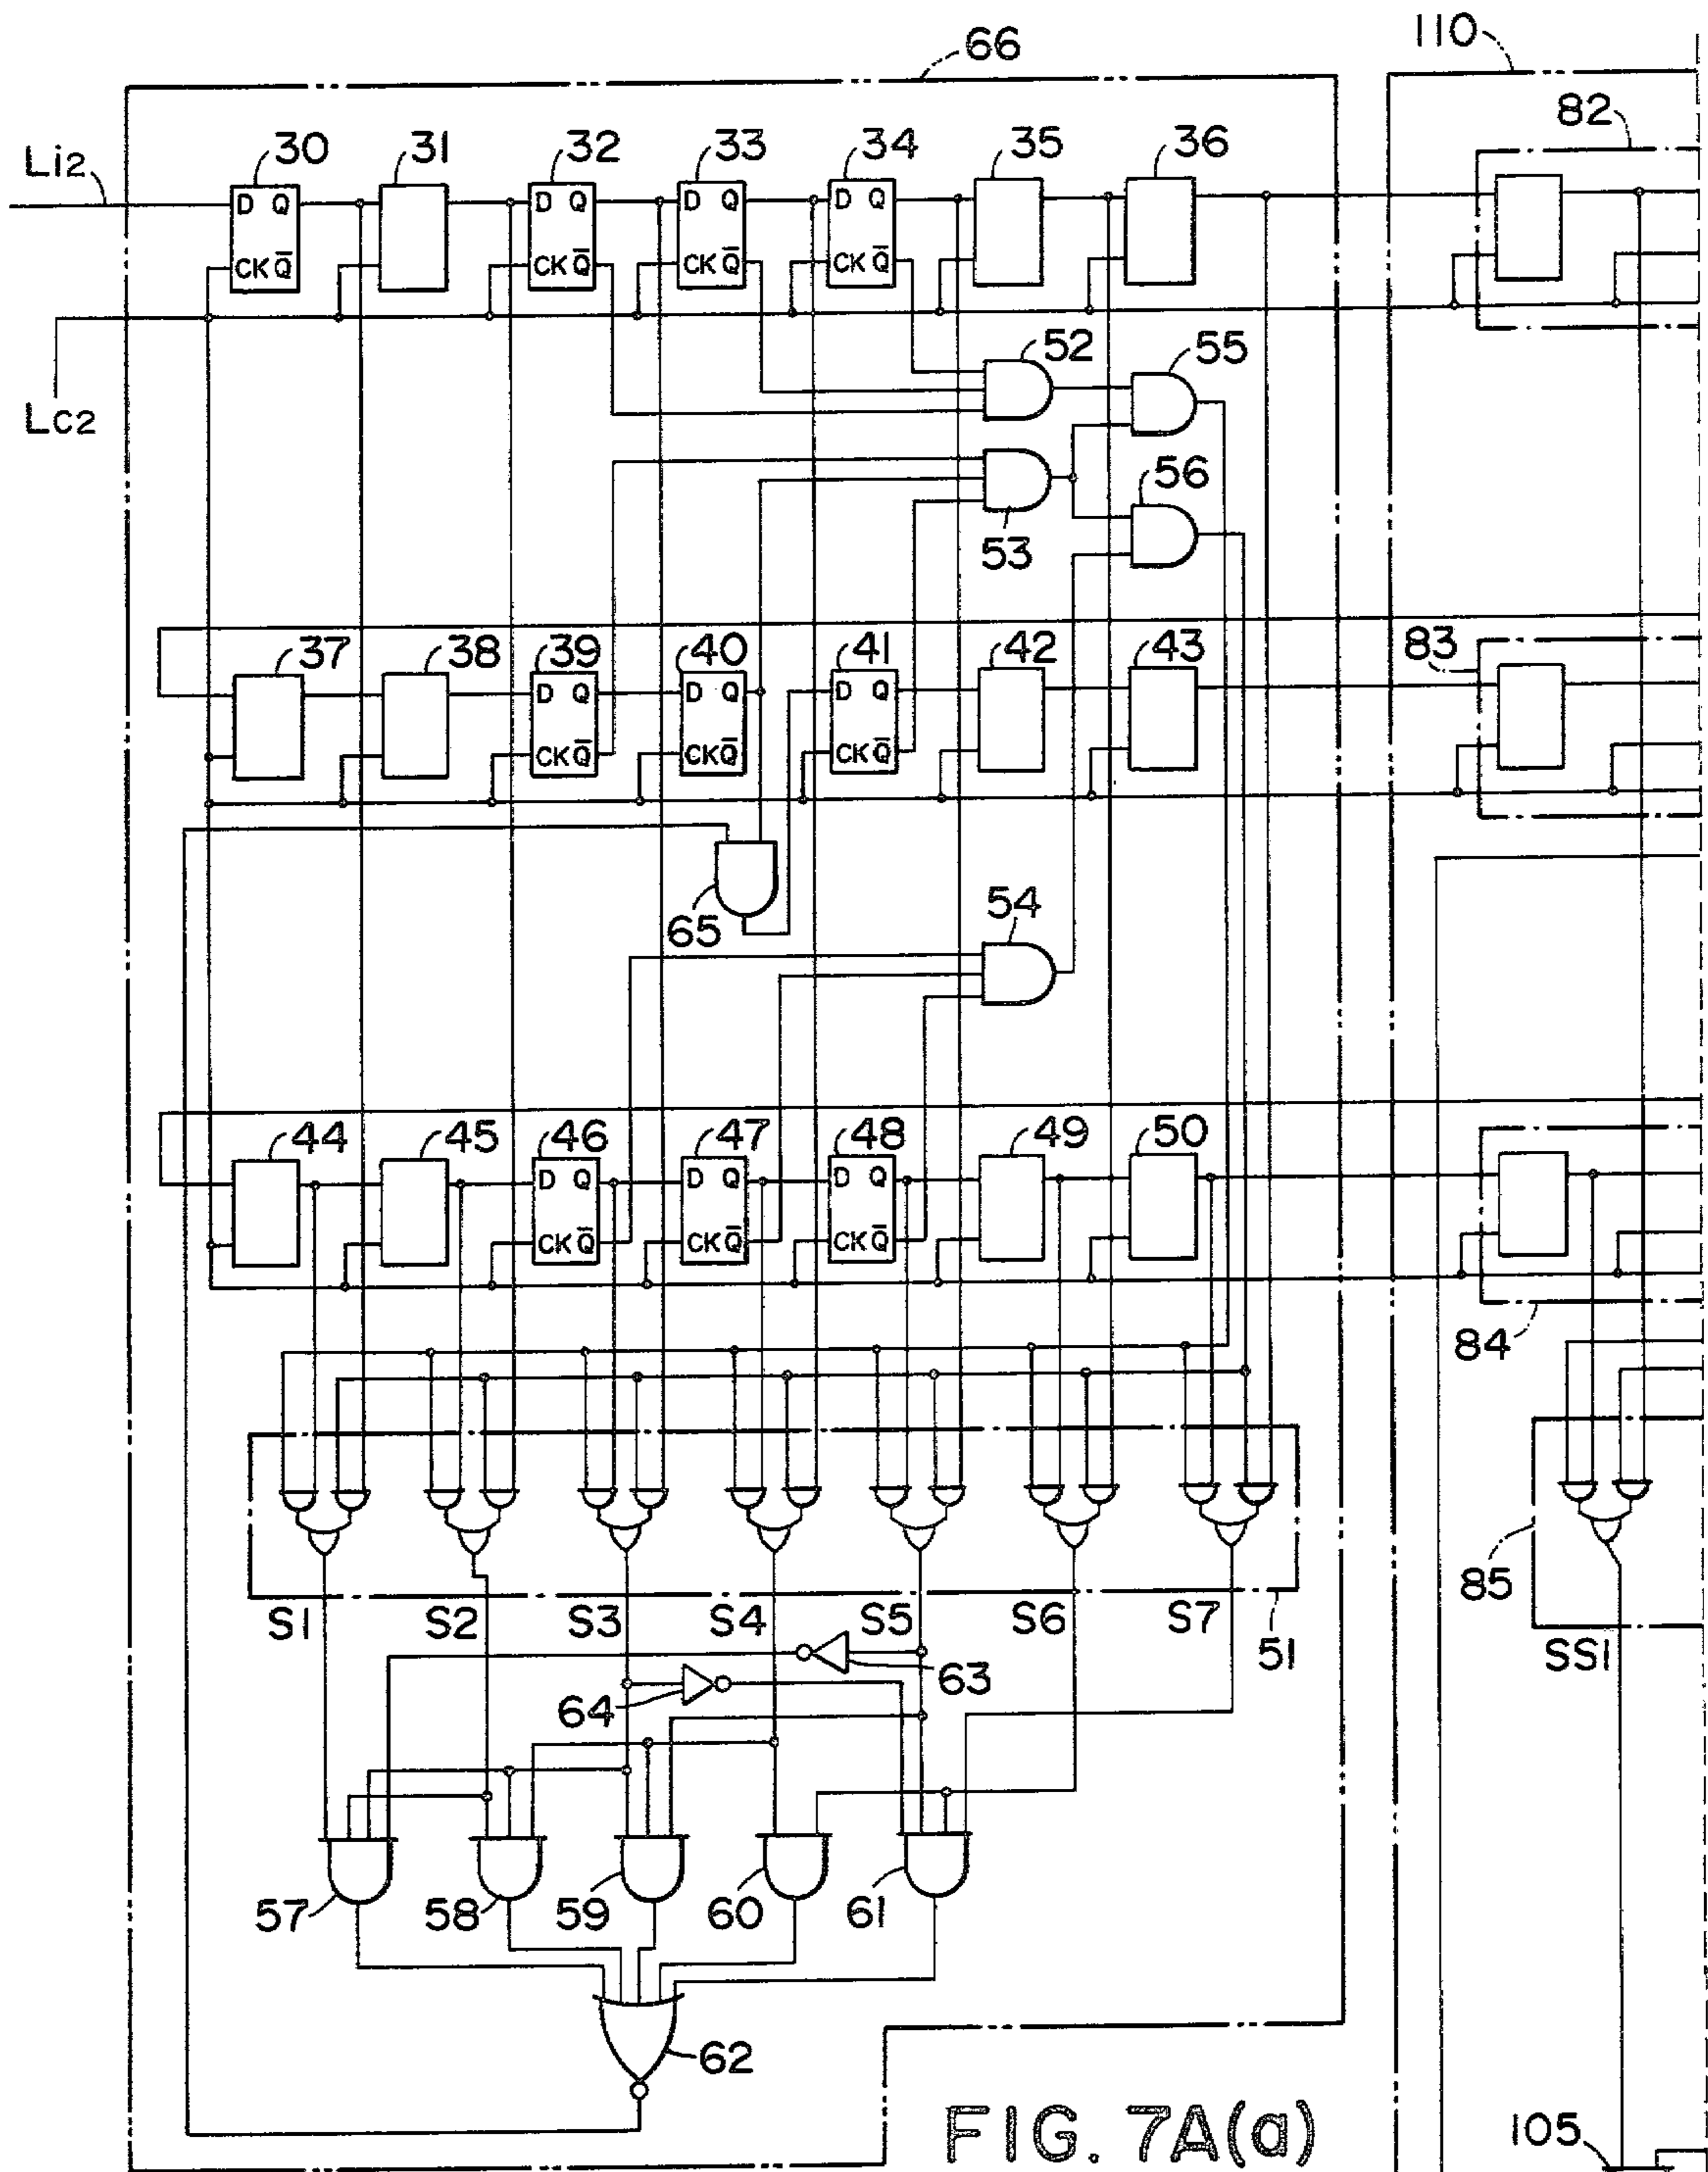 66
110
82
Li2
30 31 32 33 34 35 36
D Q D Q D Q D Q
CK Q̅ CK Q̅ CK Q̅ CK Q̅
Lc2
52 55
53 56
37 38 39 40 41 42 43 83
D Q D Q D Q
CK Q̅ CK Q̅ CK Q̅
65
54
44 45 46 47 48 49 50
D Q D Q D Q
CK Q̅ CK Q̅ CK Q̅
84
85
S1 S2 S3 S4 S5 S6 S7 51 SS1
63
64
57 58 59 60 61
62
FIG. 7A(a)
105